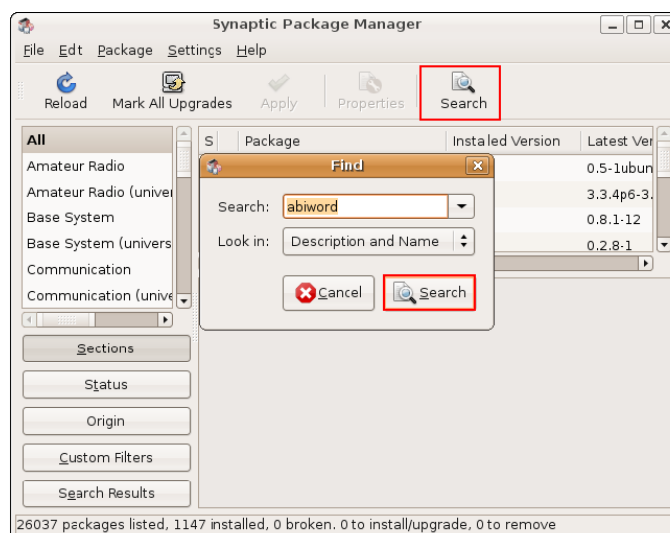 Synaptic Package Manager
File Edt Package Settings Help
Reload Mark All Upgrades Apply Properties Search
All
Amateur Radio
Amateur Radio (univer
Base System
Base System (univers
Communication
Communication (unive
S Package Installed Version Latest Ver
0.5-1ubun
3.3.4p6-3.
0.8.1-12
0.2.8-1
Find
Search: abiword
Look in: Description and Name
Cancel Search
Sections
Status
Origin
Custom Filters
Search Results
26037 packages listed, 1147 installed, 0 broken. 0 to install/upgrade, 0 to remove